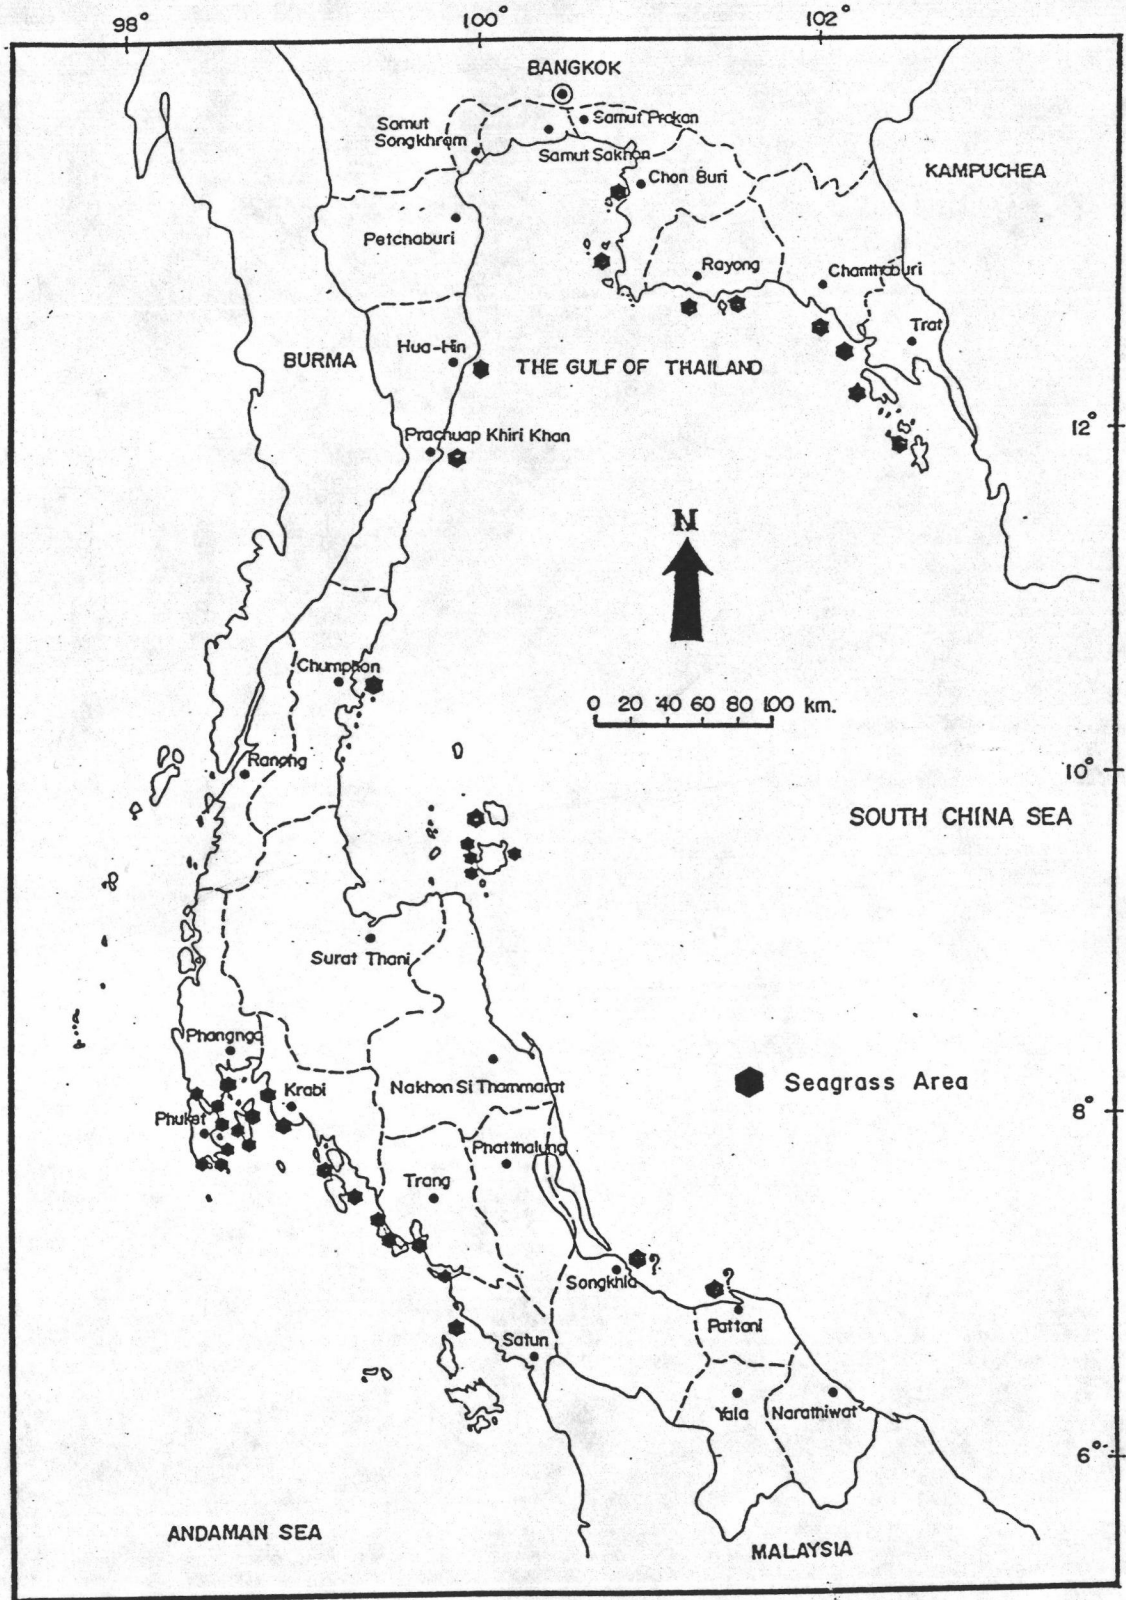 98°
100°
102°
BANGKOK
Samut
Songkhram
Samut Prakan
Samut Sakhon
Chon Buri
KAMPUCHEA
Petchaburi
Rayong
Chanthaburi
Trat
BURMA
Hua-Hin
THE GULF OF THAILAND
12°
Prachuap Khiri Khan
N
Chumphon
0 20 40 60 80 100 km.
Ranong
10°
SOUTH CHINA SEA
Surat Thani
Phangnga
Krabi
Nakhon Si Thammarat
Seagrass Area
8°
Phuket
Phatthalung
Trang
?
?
Songkhla
Pattani
Satun
Yala
Narathiwat
6°
ANDAMAN SEA
MALAYSIA